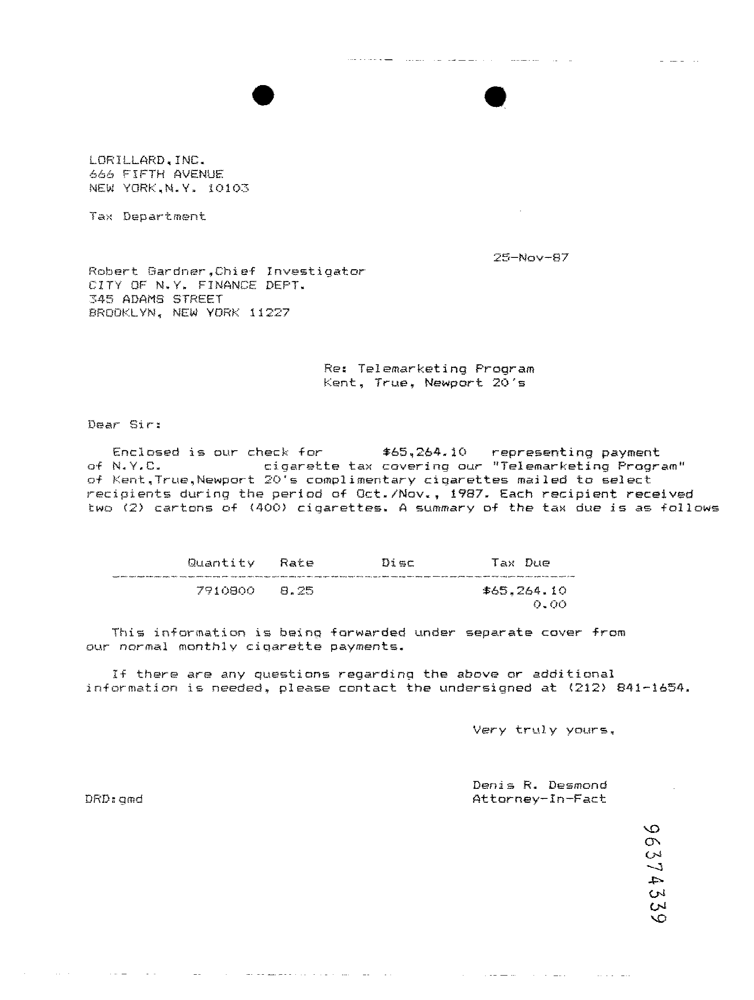 LORILLARD,INC.
666 FIFTH AVENUE
NEW YORK,N.Y. 10103
Tax Department
25-Nov-87
Robert Gardner,Chief Investigator
CITY OF N.Y. FINANCE DEPT.
345 ADAMS STREET
BROOKLYN, NEW YORK 11227
Re: Telemarketing Program
Kent, True, Newport 20's
Dear Sir:
Enclosed is our check for $65,264.10 representing payment
of N.Y.C. cigarette tax covering our "Telemarketing Program"
of Kent,True,Newport 20's complimentary cigarettes mailed to select
recipients during the period of Oct./Nov., 1987. Each recipient received
two (2) cartons of (400) cigarettes. A summary of the tax due is as follows
Quantity Rate Disc Tax Due
7910800 8.25 $65,264.10
0.00
This information is being forwarded under separate cover from
our normal monthly cigarette payments.
If there are any questions regarding the above or additional
information is needed, please contact the undersigned at (212) 841-1654.
Very truly yours,
Denis R. Desmond
DRD:gmd Attorney-In-Fact
96374339